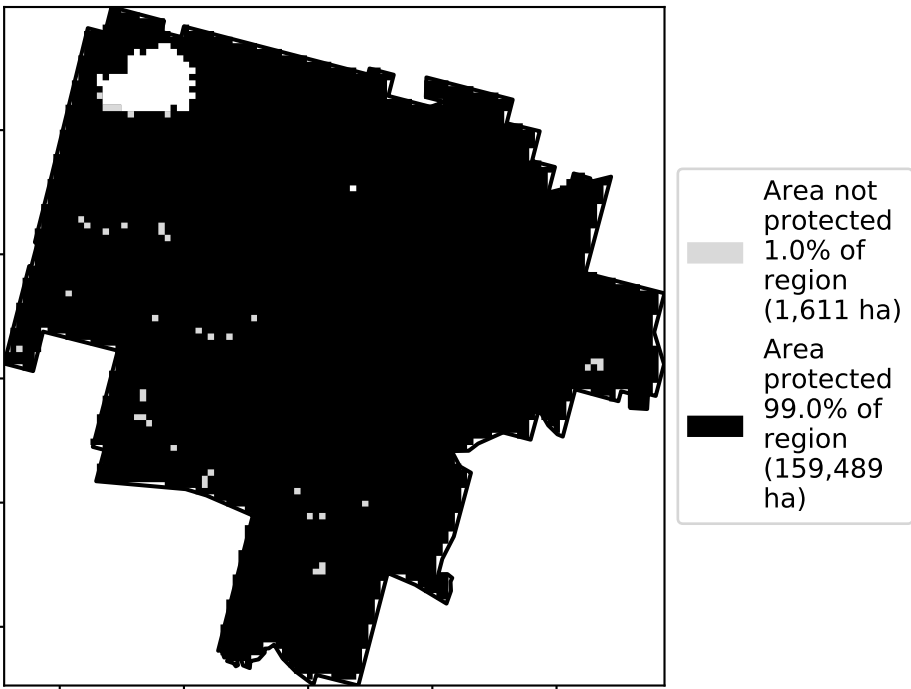 Area not
protected
1.0% of
region
(1,611 ha)
Area
protected
99.0% of
region
(159,489
ha)